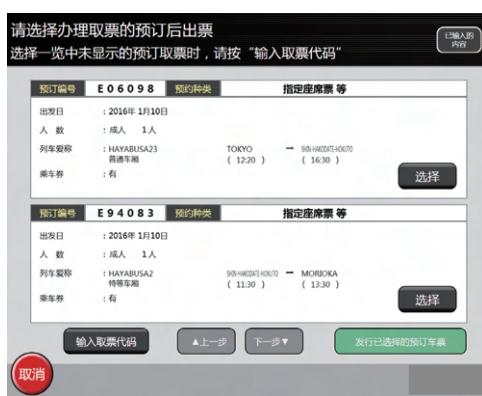 请选择办理取票的预订后出票
选择一览中未显示的预订取票时，请按“输入取票代码”
已输入的
内容
预订编号 E06098 预约种类 指定座席票 等
出发日 ：2016年 1月10日
人 数 ：成人 1人
列车爱称 ：HAYABUSA23 TOKYO ➡ SHIN-HAKODATE-HOKUTO
普通车厢 ( 12:20 ) ( 16:30 )
乘车券 ：有
选择
预订编号 E94083 预约种类 指定座席票 等
出发日 ：2016年 1月10日
人 数 ：成人 1人
列车爱称 ：HAYABUSA2 SHIN-HAKODATE-HOKUTO ➡ MORIOKA
特等车厢 ( 11:30 ) ( 13:30 )
乘车券 ：有
选择
输入取票代码 ▲上一步 下一步▼ 发行已选择的预订车票
取消